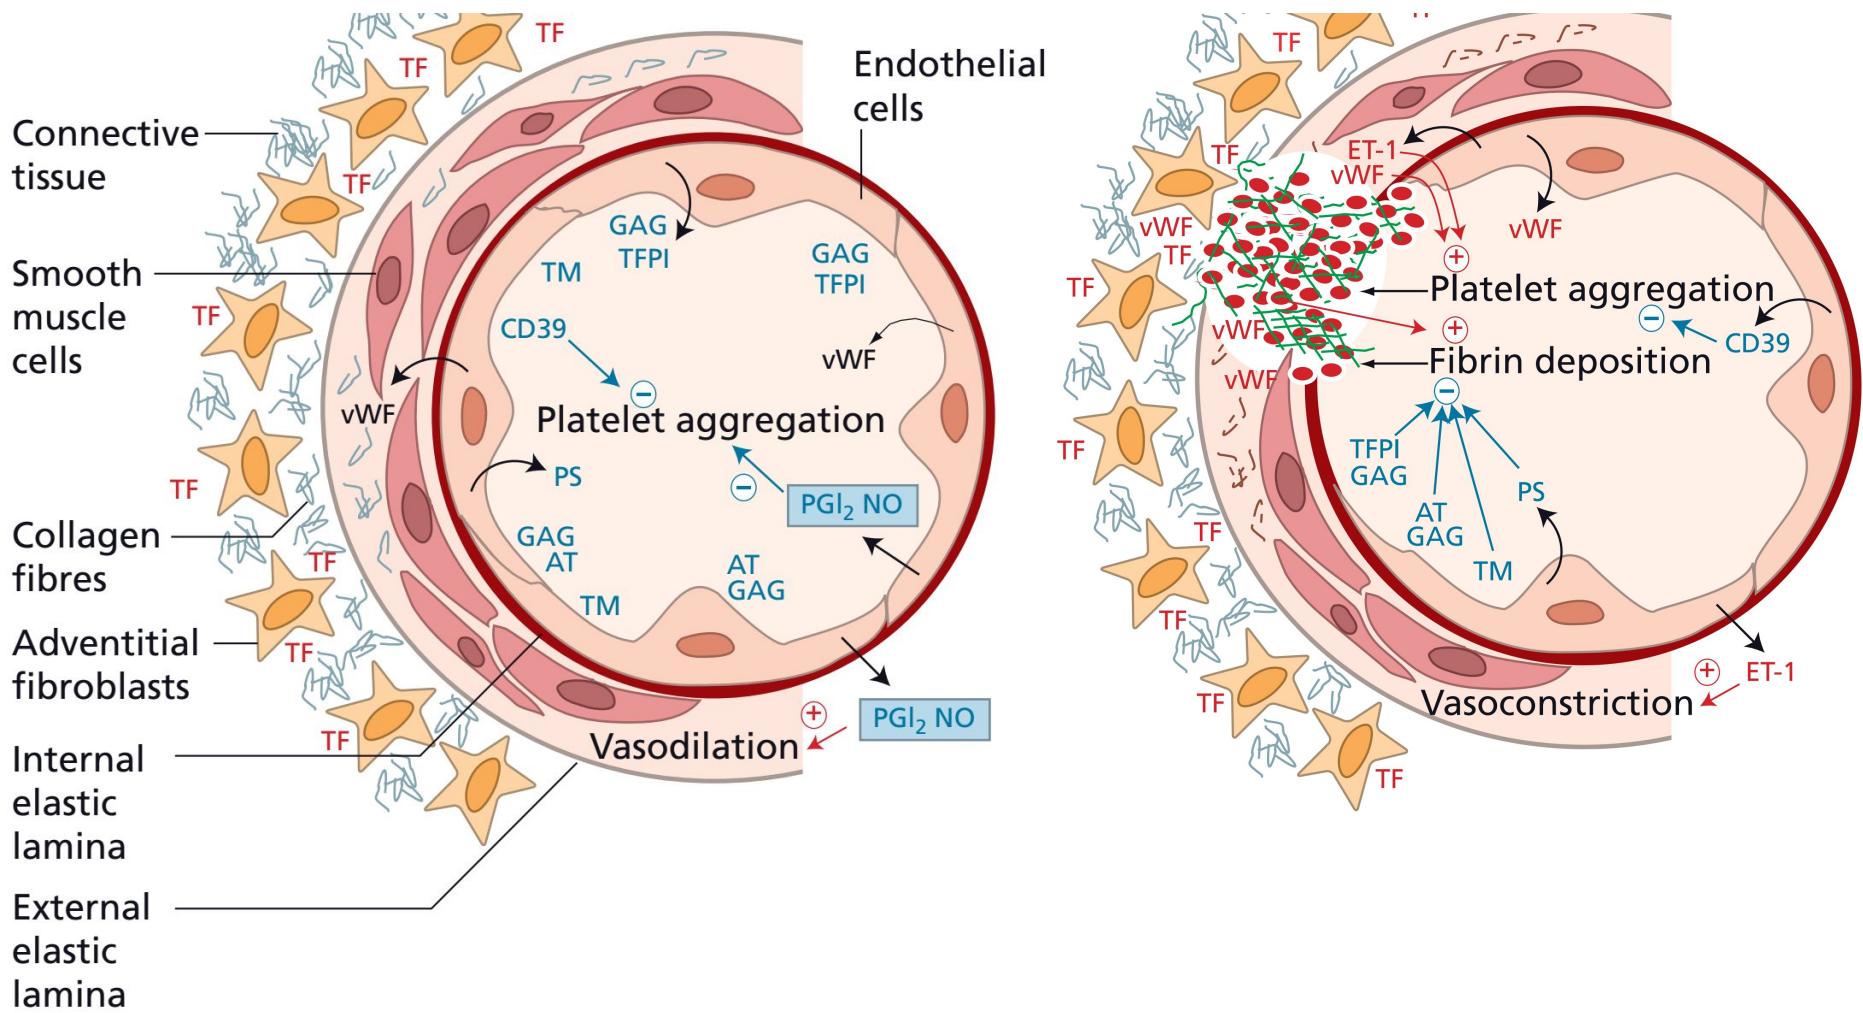 TF
TF
Endothelial
cells
Connective
tissue
TF
GAG
TFPI
TM
GAG
TFPI
Smooth
muscle
cells
TF
CD39
vWF
−
vWF
Platelet aggregation
PS
TF
−
PGl₂ NO
Collagen
fibres
GAG
AT
AT
GAG
TF
TM
Adventitial
fibroblasts
TF
+
PGl₂ NO
TF
Vasodilation
Internal
elastic
lamina
External
elastic
lamina
TF
TF
ET-1
vWF
vWF
TF
vWF
+
TF
Platelet aggregation
−
CD39
vWF
+
Fibrin deposition
vWF
−
TF
TFPI
GAG
PS
AT
GAG
TF
TM
TF
+
ET-1
TF
Vasoconstriction
TF